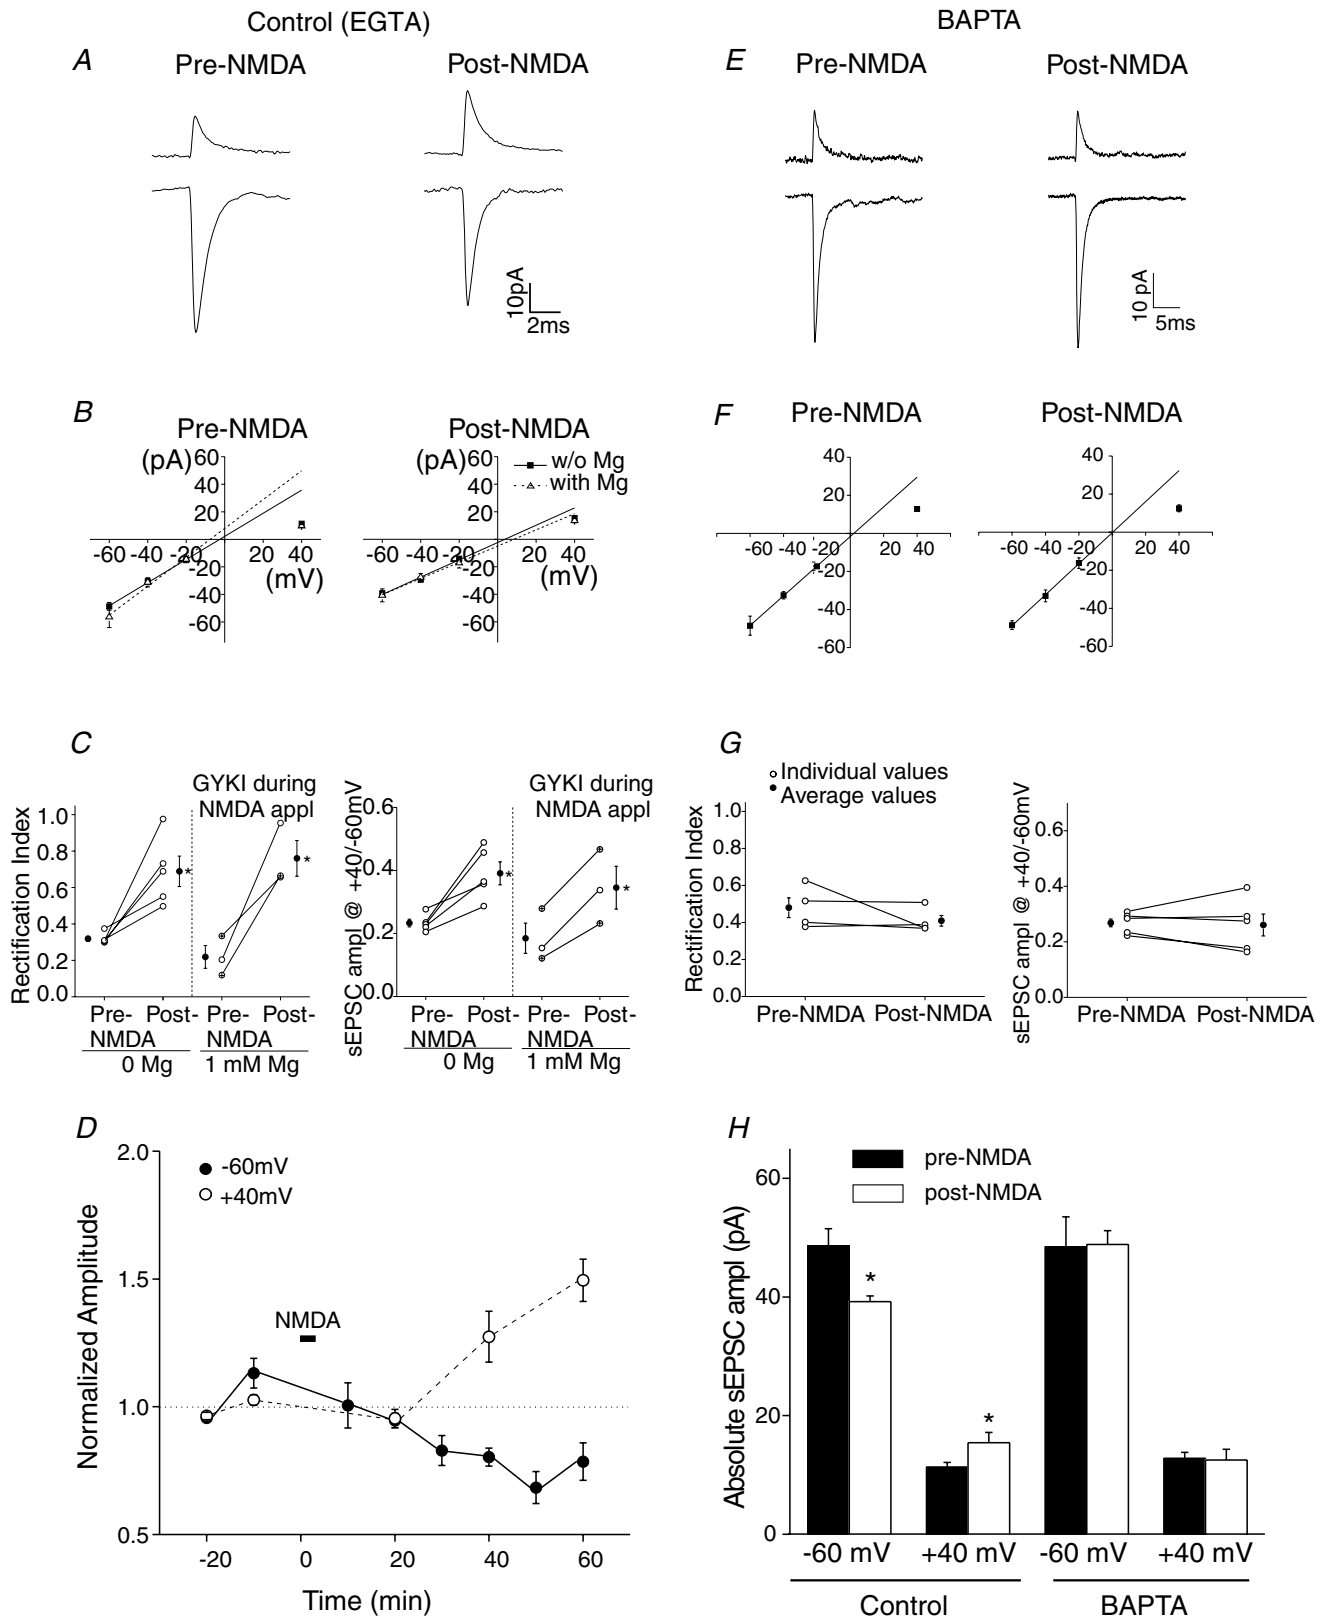 Control (EGTA)
BAPTA
A
Pre-NMDA
Post-NMDA
10pA
2ms
E
Pre-NMDA
Post-NMDA
10 pA
5ms
B
Pre-NMDA
(pA)
60
40
20
-60 -40 -20
20 40
-20
-40
-60
(mV)
Post-NMDA
(pA)
60
40
20
w/o Mg
with Mg
-60 -40 -20
20 40
-20
-40
-60
(mV)
F
Pre-NMDA
40
20
-60 -40 -20
20 40
-20
-40
-60
Post-NMDA
40
20
-60 -40 -20
20 40
-20
-40
-60
C
Rectification Index
1.0
0.8
0.6
0.4
0.2
0.0
GYKI during
NMDA appl
*
*
Pre- Post-
NMDA
0 Mg
Pre- Post-
NMDA
1 mM Mg
sEPSC ampl @ +40/-60mV
0.6
0.4
0.2
0.0
GYKI during
NMDA appl
*
*
Pre- Post-
NMDA
0 Mg
Pre- Post-
NMDA
1 mM Mg
G
Individual values
Average values
Rectification Index
1.0
0.8
0.6
0.4
0.2
0.0
Pre-NMDA Post-NMDA
sEPSC ampl @ +40/-60mV
0.6
0.4
0.2
0.0
Pre-NMDA Post-NMDA
D
-60mV
+40mV
Normalized Amplitude
2.0
1.5
1.0
0.5
NMDA
-20 0 20 40 60
Time (min)
H
pre-NMDA
post-NMDA
Absolute sEPSC ampl (pA)
60
40
20
0
*
*
-60 mV +40 mV -60 mV +40 mV
Control
BAPTA